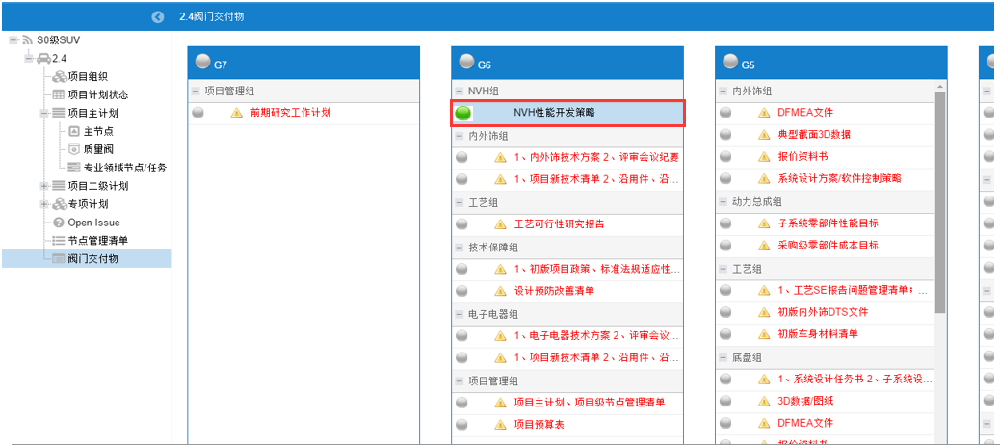 2.4阀门交付物
S0级SUV
2.4
项目组织
项目计划状态
项目主计划
主节点
质量阀
专业领域节点/任务
项目二级计划
专项计划
Open Issue
节点管理清单
阀门交付物
G7
项目管理组
前期研究工作计划
G6
NVH组
NVH性能开发策略
内外饰组
1、内外饰技术方案 2、评审会议纪要
1、项目新技术清单 2、沿用件、沿...
工艺组
工艺可行性研究报告
技术保障组
1、初版项目政策、标准法规适应性...
设计预防改善清单
电子电器组
1、电子电器技术方案 2、评审会议...
1、项目新技术清单 2、沿用件、沿...
项目管理组
项目主计划、项目级节点管理清单
项目预算表
G5
内外饰组
DFMEA文件
典型截面3D数据
报价资料书
系统设计方案/软件控制策略
动力总成组
子系统零部件性能目标
采购级零部件成本目标
工艺组
1、工艺SE报告问题管理清单；...
初版内外饰DTS文件
初版车身材料清单
底盘组
1、系统设计任务书 2、子系统设...
3D数据/图纸
DFMEA文件
报价资料书